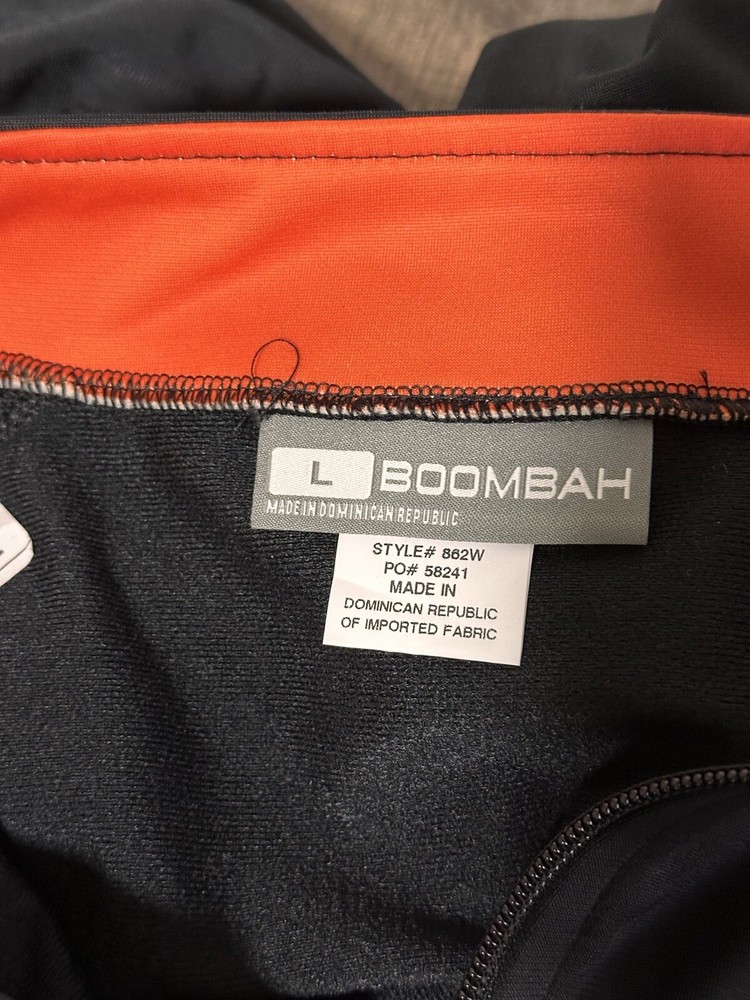 L BOOMBAH
MADE IN DOMINICAN REPUBLIC
STYLE# 862W
PO# 58241
MADE IN
DOMINICAN REPUBLIC
OF IMPORTED FABRIC